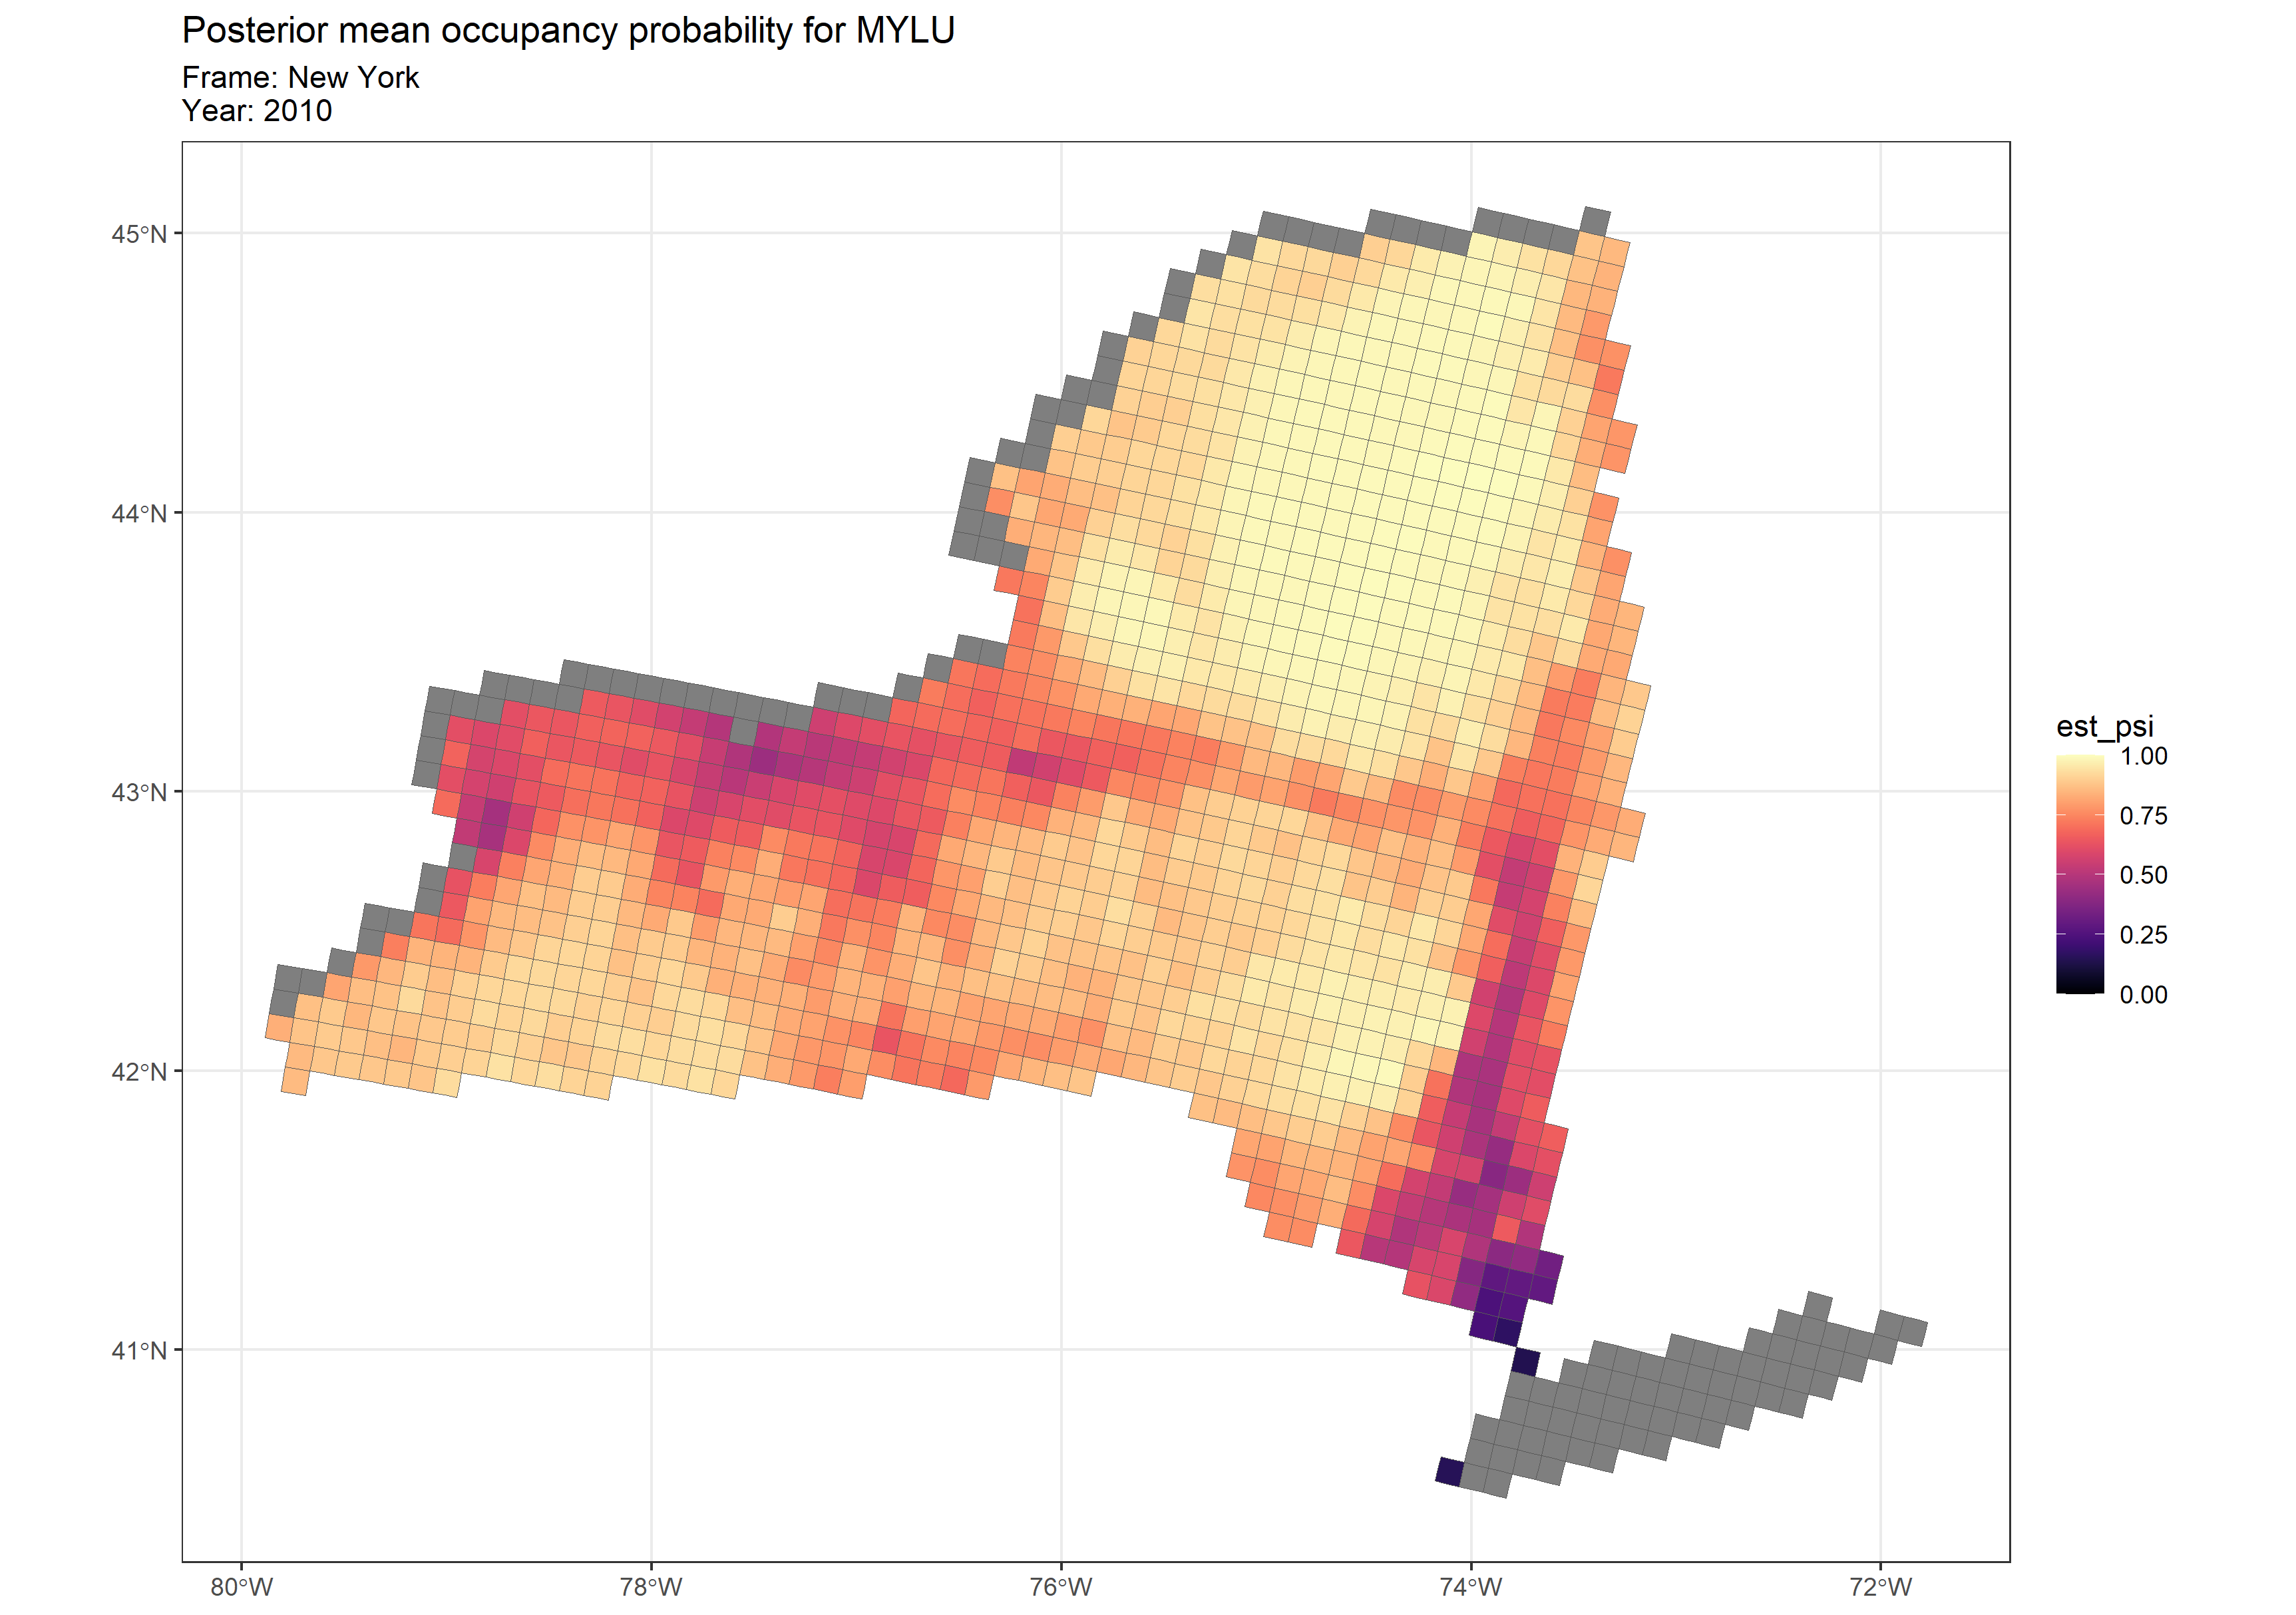 Posterior mean occupancy probability for MYLU
Frame: New York
Year: 2010
45°N
44°N
43°N
42°N
41°N
80°W
78°W
76°W
74°W
72°W
est_psi
1.00
0.75
0.50
0.25
0.00